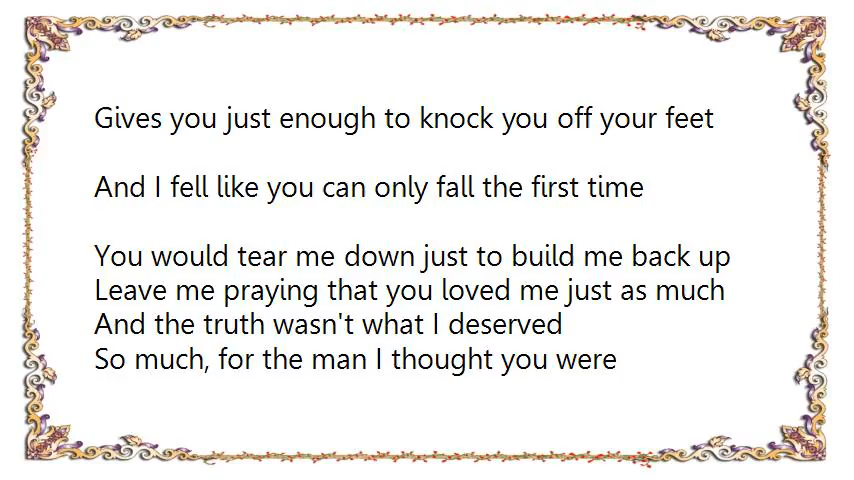 Gives you just enough to knock you off your feet
And I fell like you can only fall the first time
You would tear me down just to build me back up
Leave me praying that you loved me just as much
And the truth wasn't what I deserved
So much, for the man I thought you were